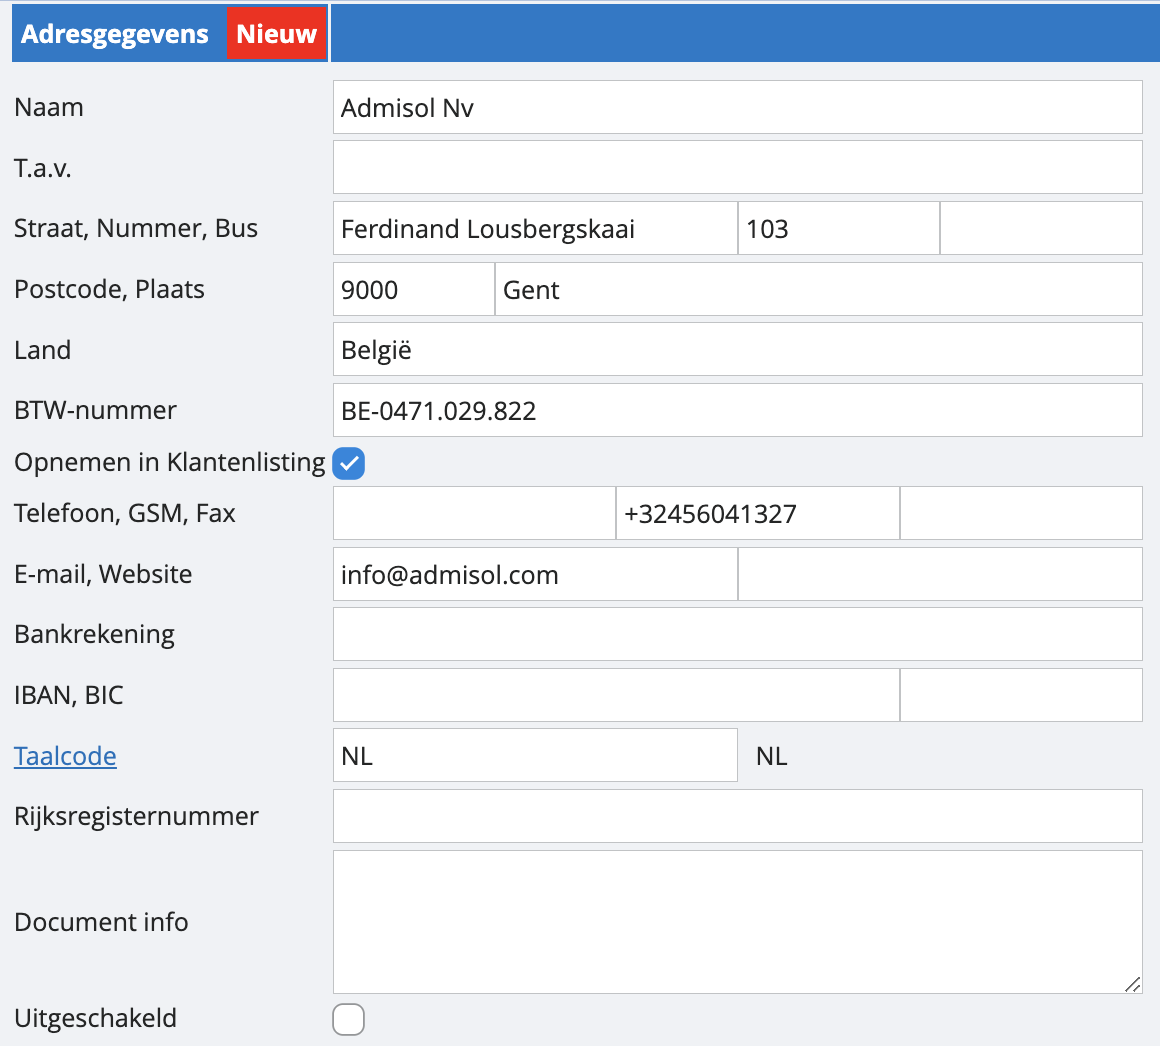 Adresgegevens Nieuw
Naam Admisol Nv
T.a.v.
Straat, Nummer, Bus Ferdinand Lousbergskaai 103
Postcode, Plaats 9000 Gent
Land België
BTW-nummer BE-0471.029.822
Opnemen in Klantenlisting
Telefoon, GSM, Fax +32456041327
E-mail, Website info@admisol.com
Bankrekening
IBAN, BIC
Taalcode NL NL
Rijksregisternummer
Document info
Uitgeschakeld